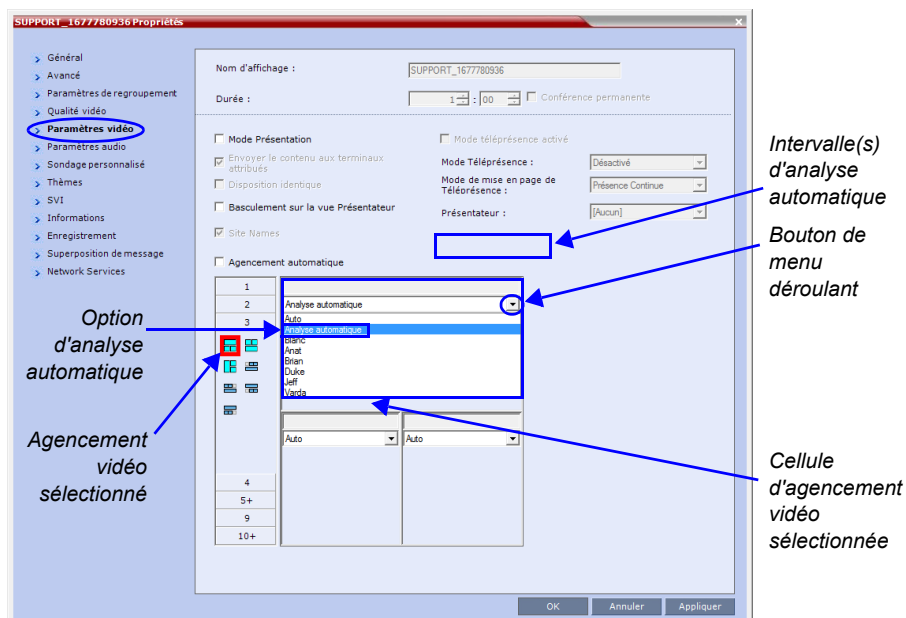 SUPPORT_1677780936 Propriétés
x
Général
Avancé
Paramètres de regroupement
Qualité vidéo
Paramètres vidéo
Paramètres audio
Sondage personnalisé
Thèmes
SVI
Informations
Enregistrement
Superposition de message
Network Services
Nom d'affichage :
SUPPORT_1677780936
Durée :
1 : 00
Conférence permanente
Mode Présentation
Mode téléprésence activé
Envoyer le contenu aux terminaux
attribués
Mode Téléprésence :
Désactivé
Disposition identique
Mode de mise en page de
Téléprésence :
Présence Continue
Basculement sur la vue Présentateur
Présentateur :
[Aucun]
Site Names
Agencement automatique
1
2
3
4
5+
9
10+
Analyse automatique
Auto
Analyse automatique
Blanc
Anat
Brian
Duke
Jeff
Varda
Auto
Auto
OK
Annuler
Appliquer
Option
d'analyse
automatique
Agencement
vidéo
sélectionné
Intervalle(s)
d'analyse
automatique
Bouton de
menu
déroulant
Cellule
d'agencement
vidéo
sélectionnée